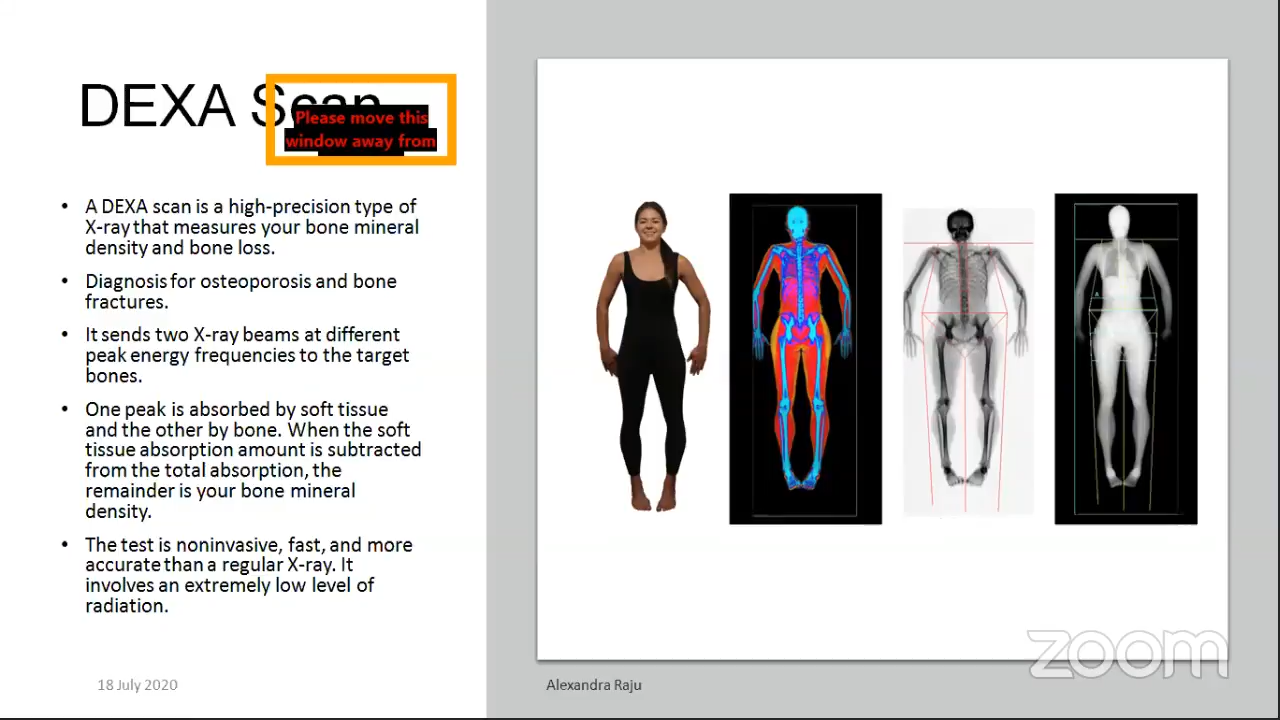 DEXA Scan
Please move this
window away from
• A DEXA scan is a high-precision type of
X-ray that measures your bone mineral
density and bone loss.
• Diagnosis for osteoporosis and bone
fractures.
• It sends two X-ray beams at different
peak energy frequencies to the target
bones.
• One peak is absorbed by soft tissue
and the other by bone. When the soft
tissue absorption amount is subtracted
from the total absorption, the
remainder is your bone mineral
density.
• The test is noninvasive, fast, and more
accurate than a regular X-ray. It
involves an extremely low level of
radiation.
18 July 2020
Alexandra Raju
zoom